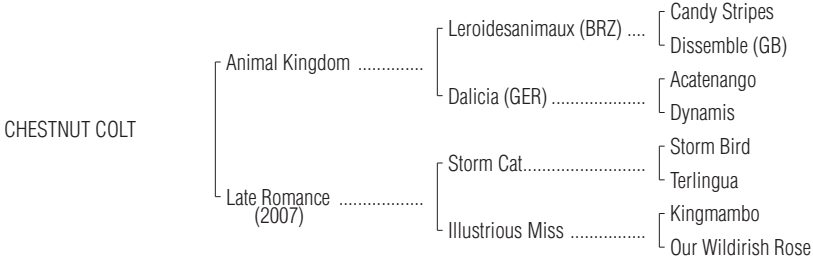 Candy Stripes
Leroidesanimaux (BRZ) ....
Dissemble (GB)
Animal Kingdom ..............
Acatenango
Dalicia (GER) ....................
Dynamis
CHESTNUT COLT
Storm Bird
Storm Cat..........................
Terlingua
Late Romance ..................
(2007)
Kingmambo
Illustrious Miss ................
Our Wildirish Rose